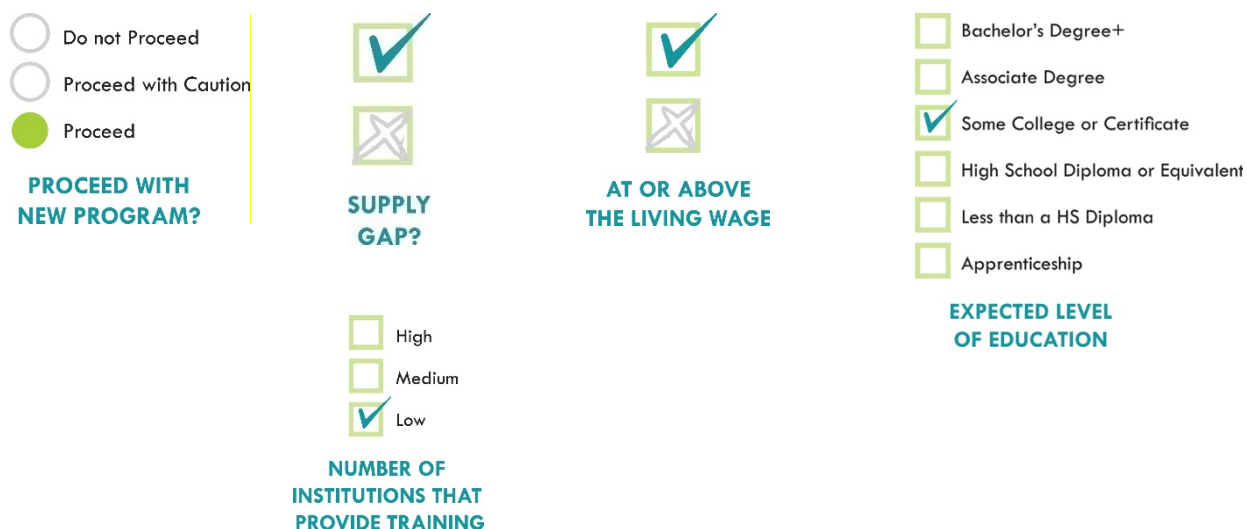 Do not Proceed
Proceed with Caution
Proceed
PROCEED WITH
NEW PROGRAM?
SUPPLY
GAP?
AT OR ABOVE
THE LIVING WAGE
Bachelor's Degree+
Associate Degree
Some College or Certificate
High School Diploma or Equivalent
Less than a HS Diploma
Apprenticeship
EXPECTED LEVEL
OF EDUCATION
High
Medium
Low
NUMBER OF
INSTITUTIONS THAT
PROVIDE TRAINING